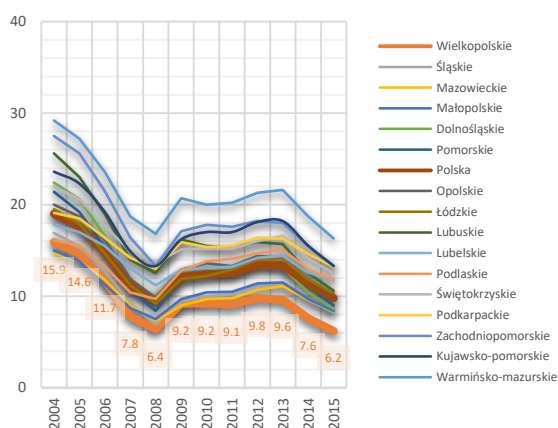 40
30
20
10
0
15.9
14.6
11.7
7.8
6.4
9.2
9.2
9.1
9.8
9.6
7.6
6.2
2004
2005
2006
2007
2008
2009
2010
2011
2012
2013
2014
2015
Wielkopolskie
Śląskie
Mazowieckie
Małopolskie
Dolnośląskie
Pomorskie
Polska
Opolskie
Łódzkie
Lubuskie
Lubelskie
Podlaskie
Świętokrzyskie
Podkarpackie
Zachodniopomorskie
Kujawsko-pomorskie
Warmińsko-mazurskie